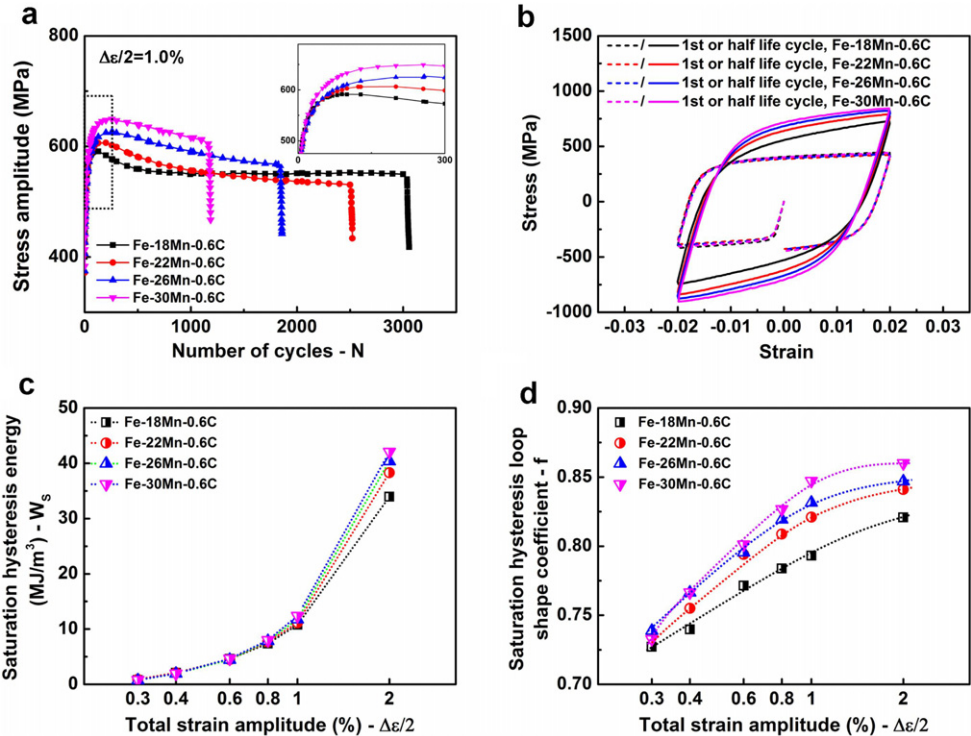 a
Δε/2=1.0%
Stress amplitude (MPa)
800
600
400
600
500
0
300
Fe-18Mn-0.6C
Fe-22Mn-0.6C
Fe-26Mn-0.6C
Fe-30Mn-0.6C
0 1000 2000 3000
Number of cycles - N
b
Stress (MPa)
1500
1000
500
0
-500
-1000
/ 1st or half life cycle, Fe-18Mn-0.6C
/ 1st or half life cycle, Fe-22Mn-0.6C
/ 1st or half life cycle, Fe-26Mn-0.6C
/ 1st or half life cycle, Fe-30Mn-0.6C
-0.03 -0.02 -0.01 0.00 0.01 0.02 0.03
Strain
c
Saturation hysteresis energy
(MJ/m³) - Ws
50
40
30
20
10
0
Fe-18Mn-0.6C
Fe-22Mn-0.6C
Fe-26Mn-0.6C
Fe-30Mn-0.6C
0.3 0.4 0.6 0.8 1 2
Total strain amplitude (%) - Δε/2
d
Saturation hysteresis loop
shape coefficient - f
0.90
0.85
0.80
0.75
0.70
Fe-18Mn-0.6C
Fe-22Mn-0.6C
Fe-26Mn-0.6C
Fe-30Mn-0.6C
0.3 0.4 0.6 0.8 1 2
Total strain amplitude (%) - Δε/2